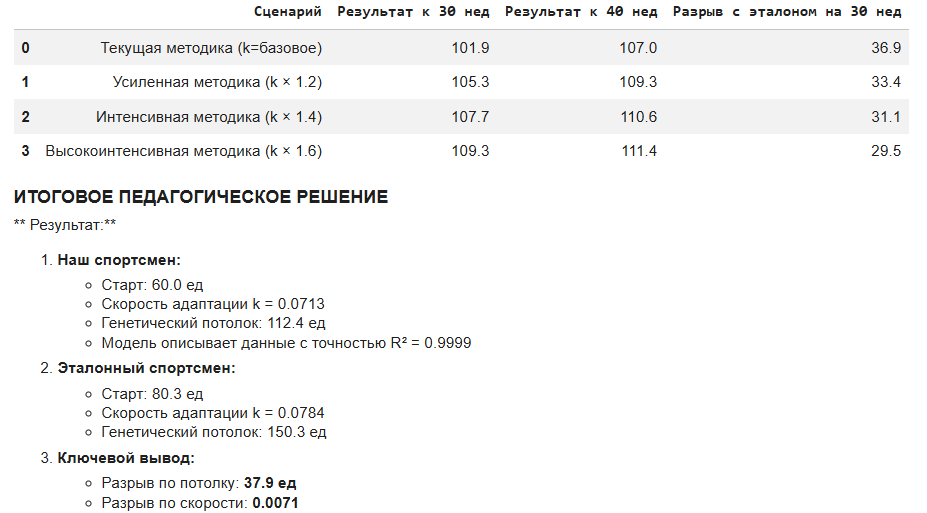 Сценарий Результат к 30 нед Результат к 40 нед Разрыв с эталоном на 30 нед
0 Текущая методика (k=базовое) 101.9 107.0 36.9
1 Усиленная методика (k × 1.2) 105.3 109.3 33.4
2 Интенсивная методика (k × 1.4) 107.7 110.6 31.1
3 Высокоинтенсивная методика (k × 1.6) 109.3 111.4 29.5
ИТОГОВОЕ ПЕДАГОГИЧЕСКОЕ РЕШЕНИЕ
** Результат:**
1. Наш спортсмен:
◦ Старт: 60.0 ед
◦ Скорость адаптации k = 0.0713
◦ Генетический потолок: 112.4 ед
◦ Модель описывает данные с точностью R² = 0.9999
2. Эталонный спортсмен:
◦ Старт: 80.3 ед
◦ Скорость адаптации k = 0.0784
◦ Генетический потолок: 150.3 ед
3. Ключевой вывод:
◦ Разрыв по потолку: 37.9 ед
◦ Разрыв по скорости: 0.0071